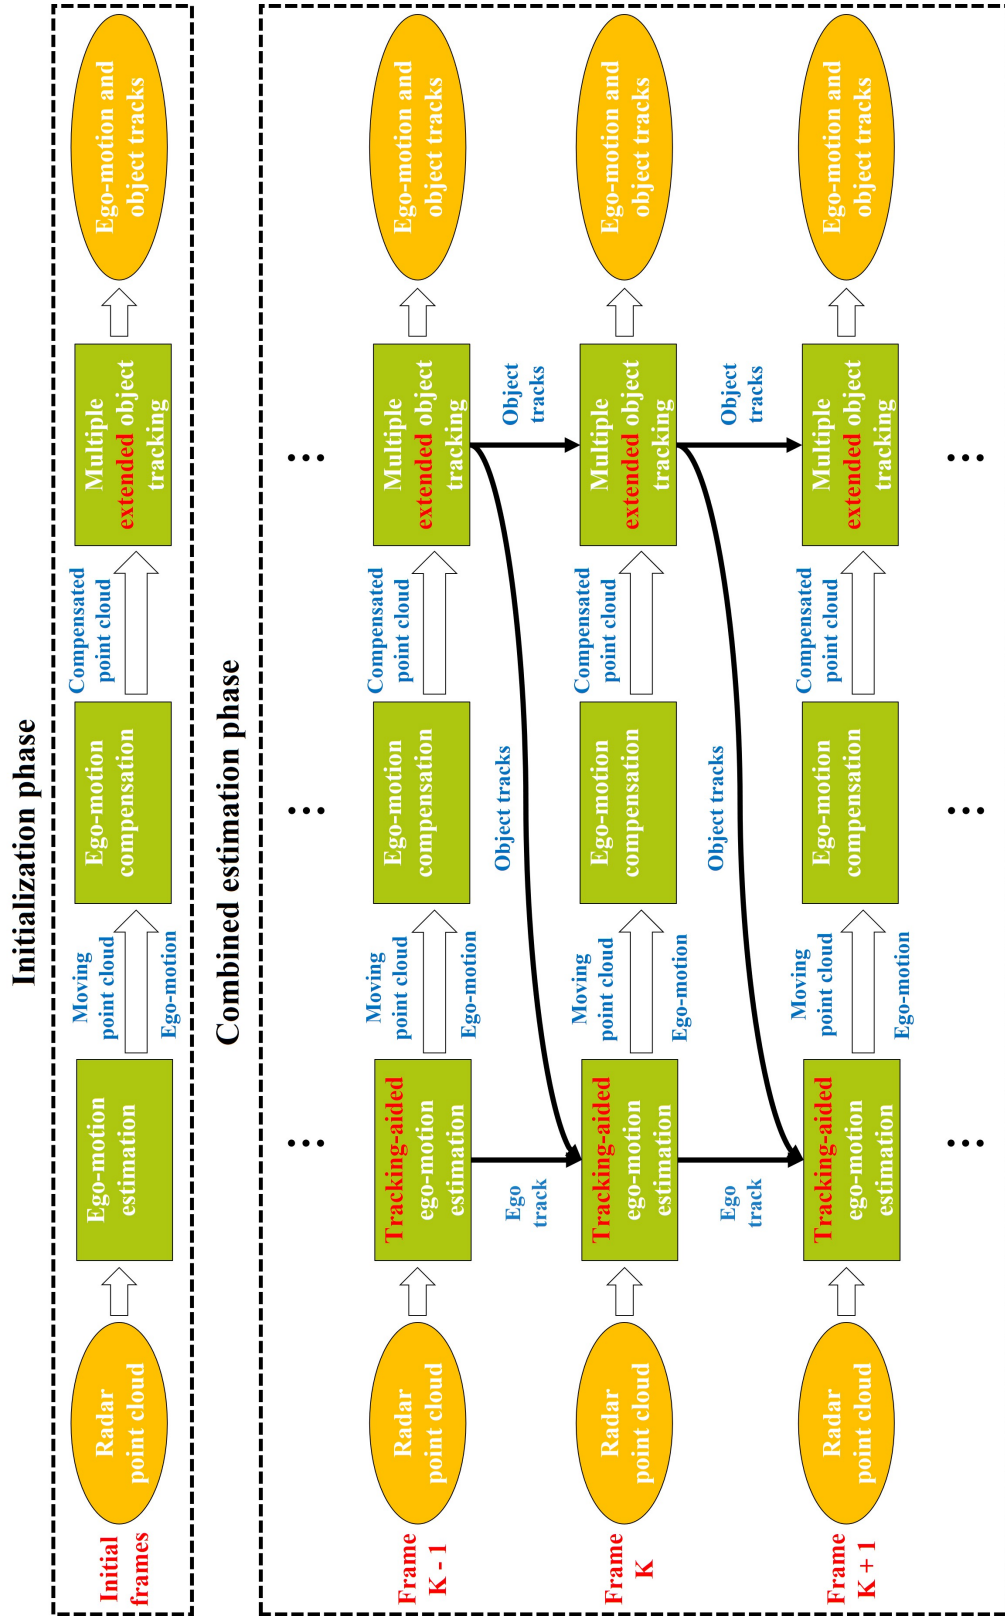 Initialization phase
Initial
frames
Radar
point cloud
Ego-motion
estimation
Moving
point cloud
Ego-motion
Ego-motion
compensation
Compensated
point cloud
Multiple
extended object
tracking
Ego-motion and
object tracks
Combined estimation phase
...
...
...
Frame
K - 1
Radar
point cloud
Tracking-aided
ego-motion
estimation
Moving
point cloud
Ego-motion
Ego-motion
compensation
Compensated
point cloud
Multiple
extended object
tracking
Ego-motion and
object tracks
Ego
track
Object tracks
Object
tracks
Frame
K
Radar
point cloud
Tracking-aided
ego-motion
estimation
Moving
point cloud
Ego-motion
Ego-motion
compensation
Compensated
point cloud
Multiple
extended object
tracking
Ego-motion and
object tracks
Ego
track
Object tracks
Object
tracks
Frame
K + 1
Radar
point cloud
Tracking-aided
ego-motion
estimation
Moving
point cloud
Ego-motion
Ego-motion
compensation
Compensated
point cloud
Multiple
extended object
tracking
Ego-motion and
object tracks
...
...
...